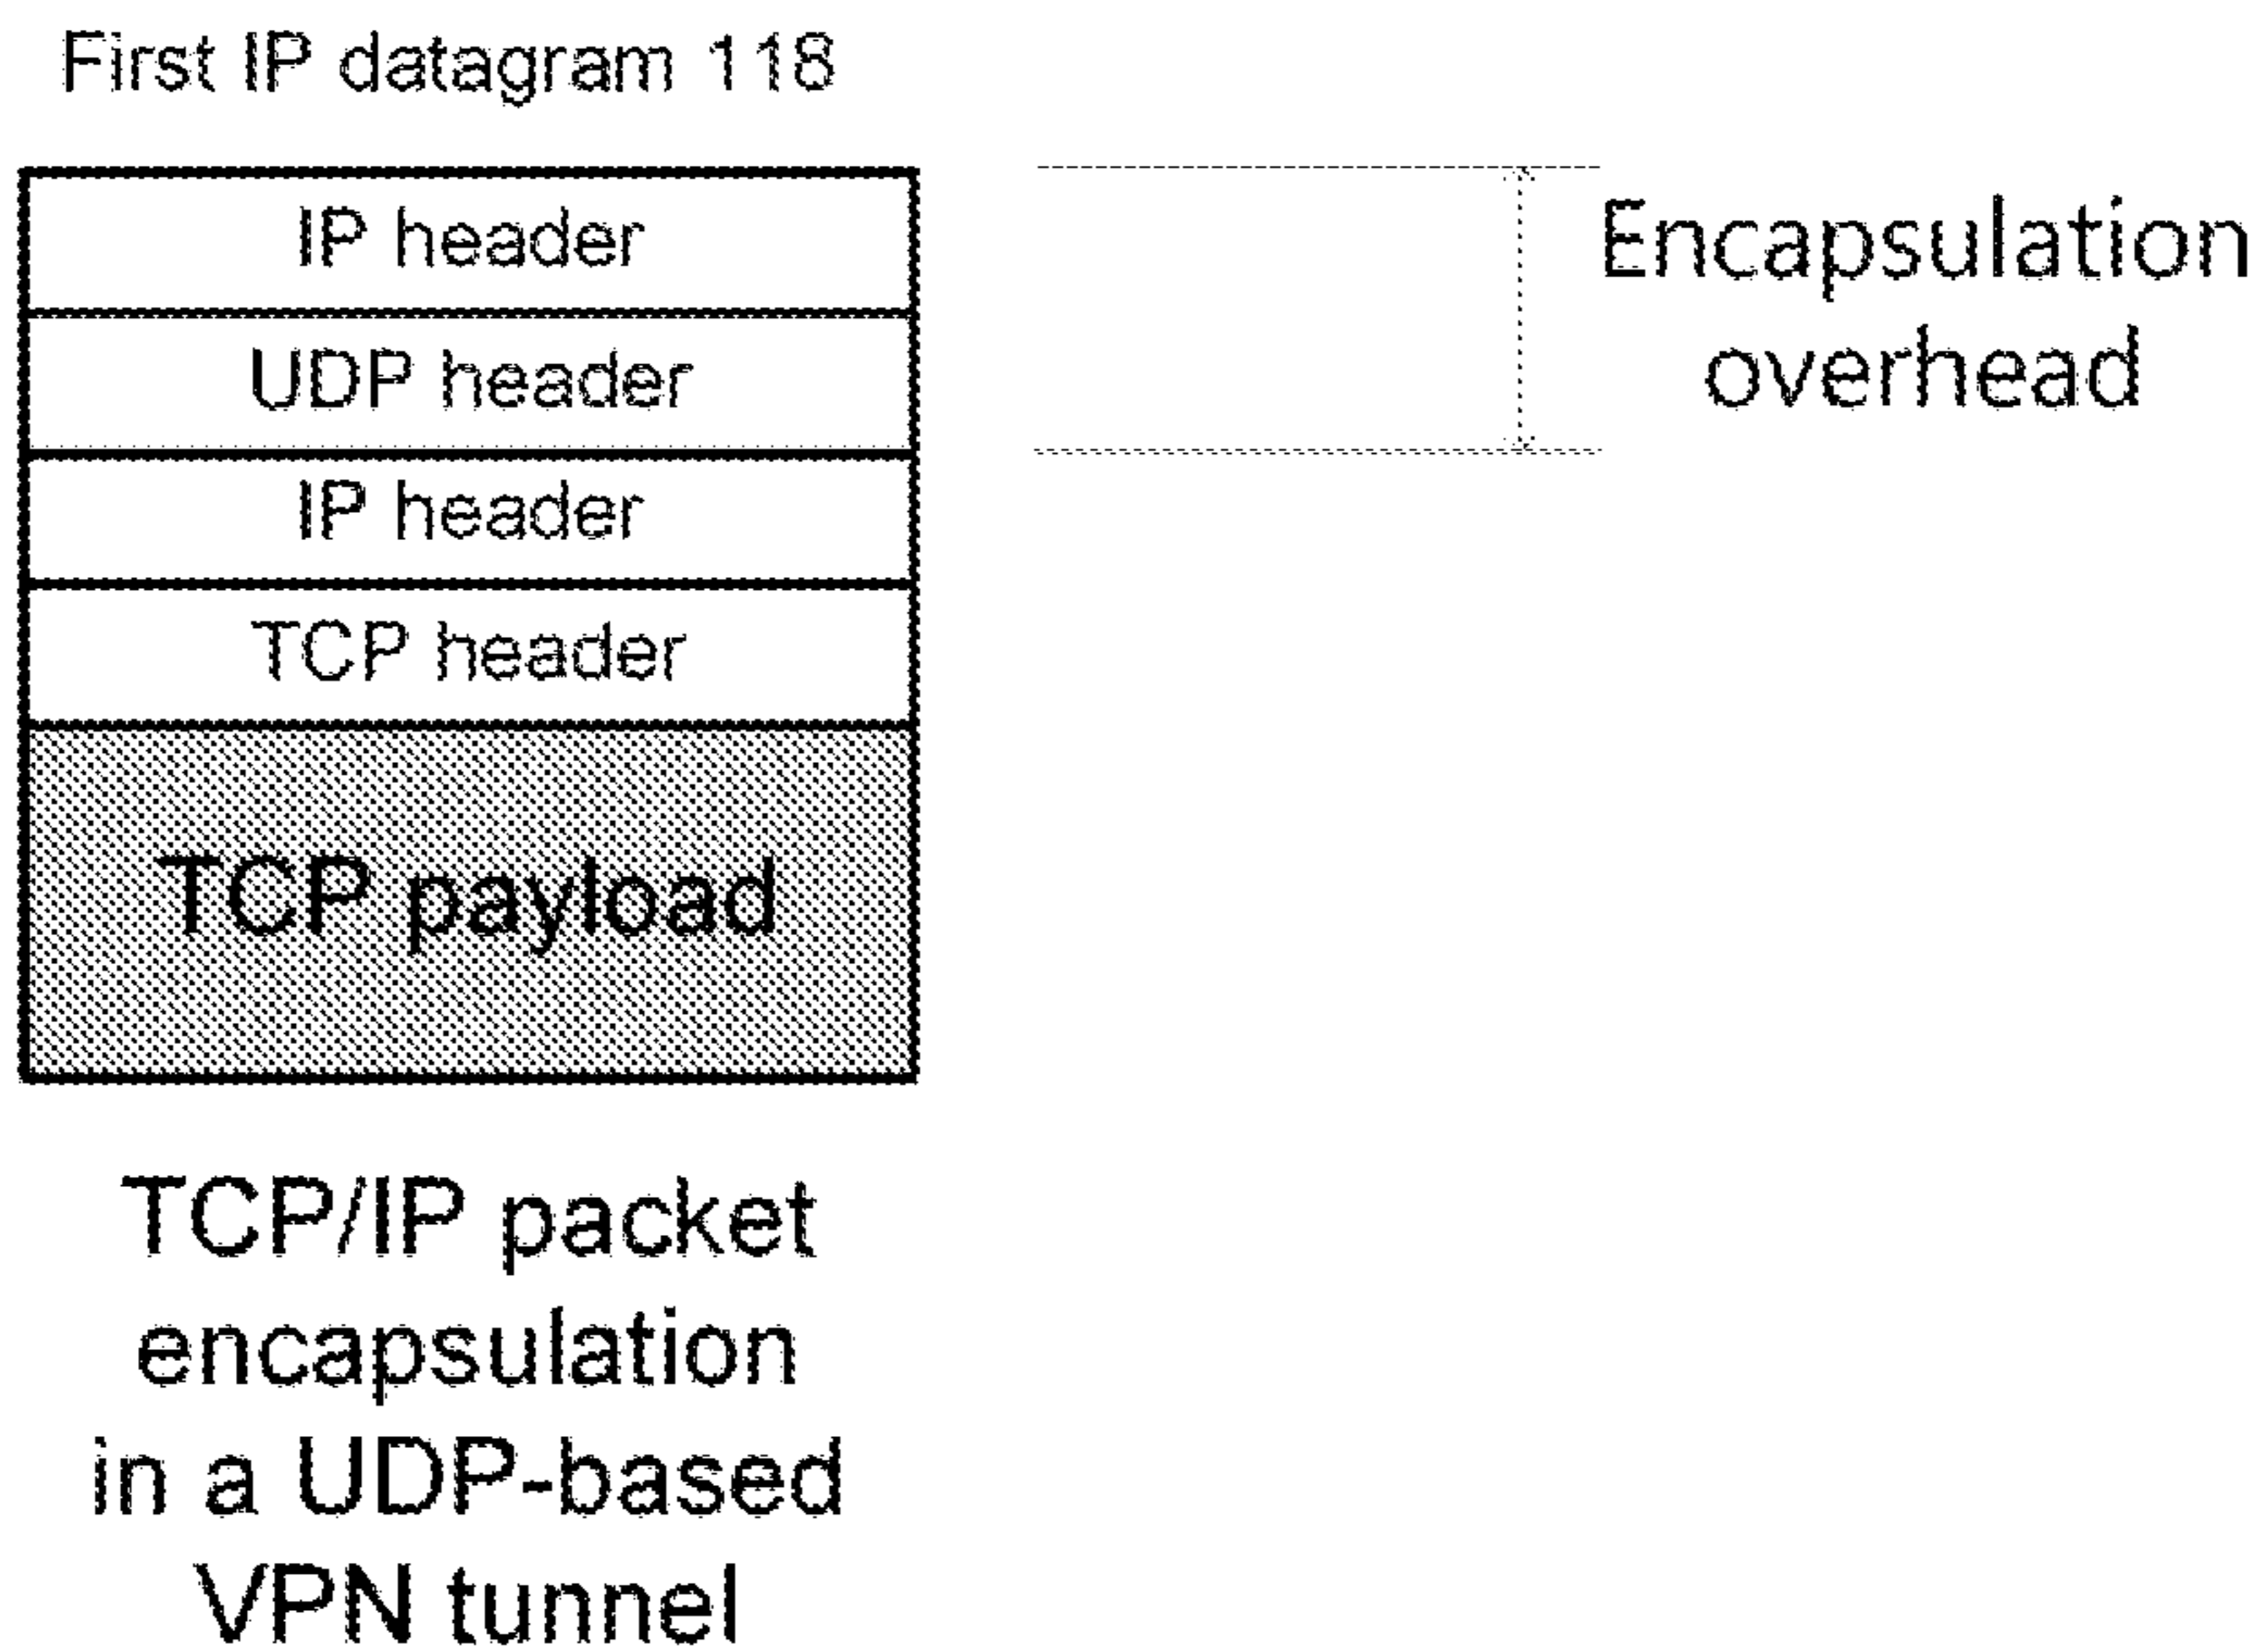 First IP datagram 118
IP header
UDP header
IP header
TCP header
TCP payload
Encapsulation
overhead
TCP/IP packet
encapsulation
in a UDP-based
VPN tunnel